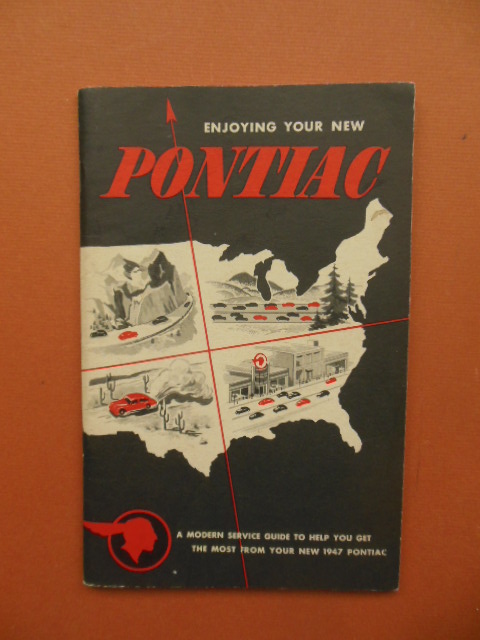 ENJOYING YOUR NEW
PONTIAC
A MODERN SERVICE GUIDE TO HELP YOU GET
THE MOST FROM YOUR NEW 1947 PONTIAC